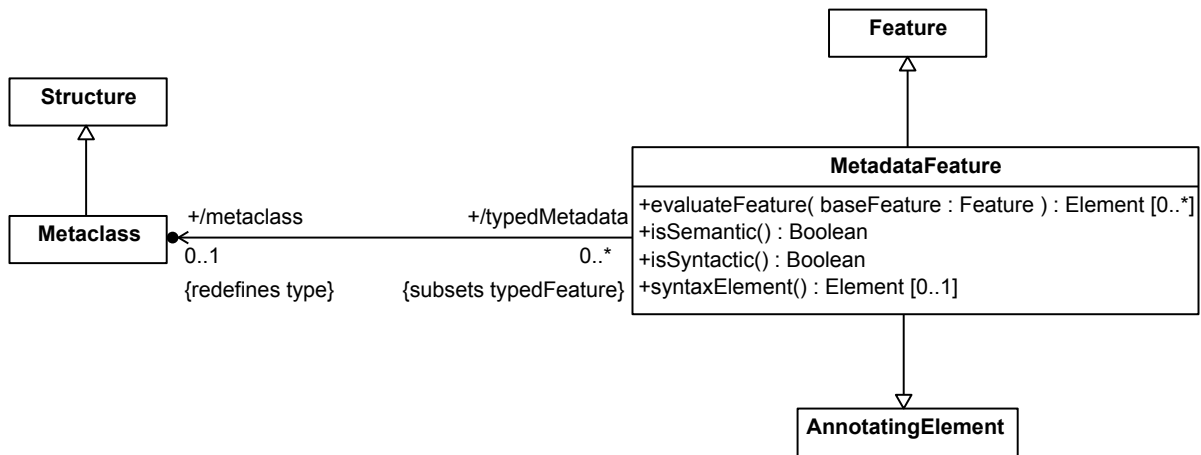 Feature
Structure
MetadataFeature
+evaluateFeature( baseFeature : Feature ) : Element [0..*]
+isSemantic() : Boolean
+isSyntactic() : Boolean
+syntaxElement() : Element [0..1]
Metaclass
+/metaclass
+/typedMetadata
0..1
0..*
{redefines type}
{subsets typedFeature}
AnnotatingElement